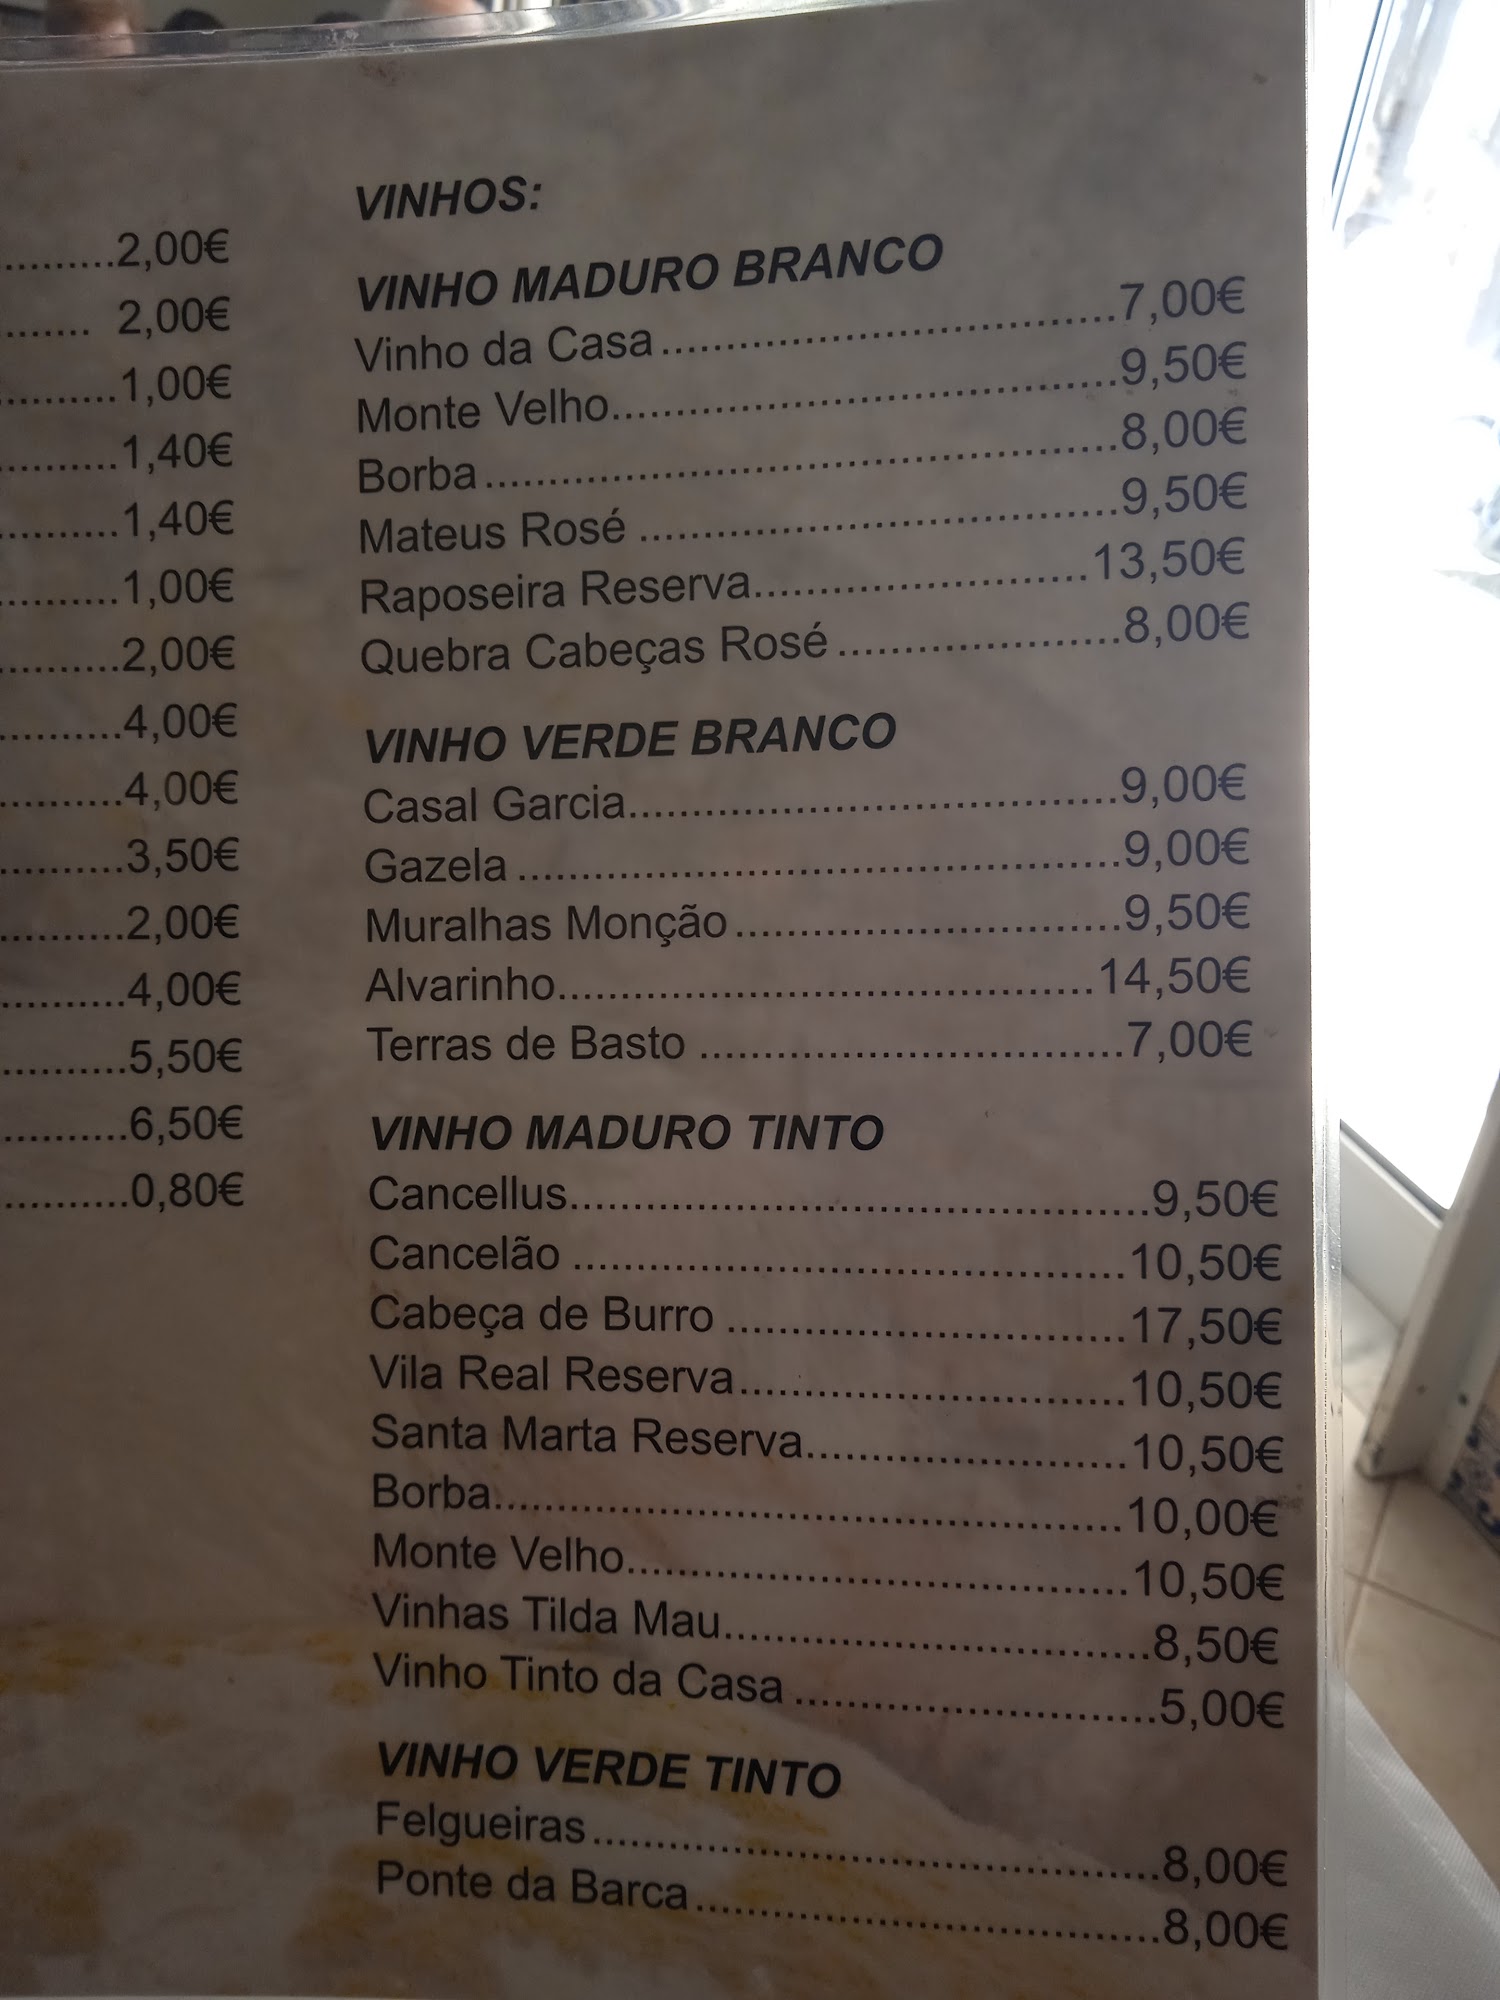 .........2,00€
....... 2,00€
.........1,00€
.........1,40€
.........1,40€
.........1,00€
.........2,00€
.........4,00€
.........4,00€
.........3,50€
.........2,00€
.........4,00€
.........5,50€
.........6,50€
.........0,80€
VINHOS:
VINHO MADURO BRANCO
Vinho da Casa....................................7,00€
Monte Velho........................................9,50€
Borba..................................................8,00€
Mateus Rosé ......................................9,50€
Raposeira Reserva...........................13,50€
Quebra Cabeças Rosé......................8,00€
VINHO VERDE BRANCO
Casal Garcia.......................................9,00€
Gazela ................................................9,00€
Muralhas Monção...............................9,50€
Alvarinho...........................................14,50€
Terras de Basto ..................................7,00€
VINHO MADURO TINTO
Cancellus..............................................9,50€
Cancelão ............................................10,50€
Cabeça de Burro ................................17,50€
Vila Real Reserva...............................10,50€
Santa Marta Reserva..........................10,50€
Borba..................................................10,00€
Monte Velho........................................10,50€
Vinhas Tilda Mau..................................8,50€
Vinho Tinto da Casa .............................5,00€
VINHO VERDE TINTO
Felgueiras.............................................8,00€
Ponte da Barca.....................................8,00€